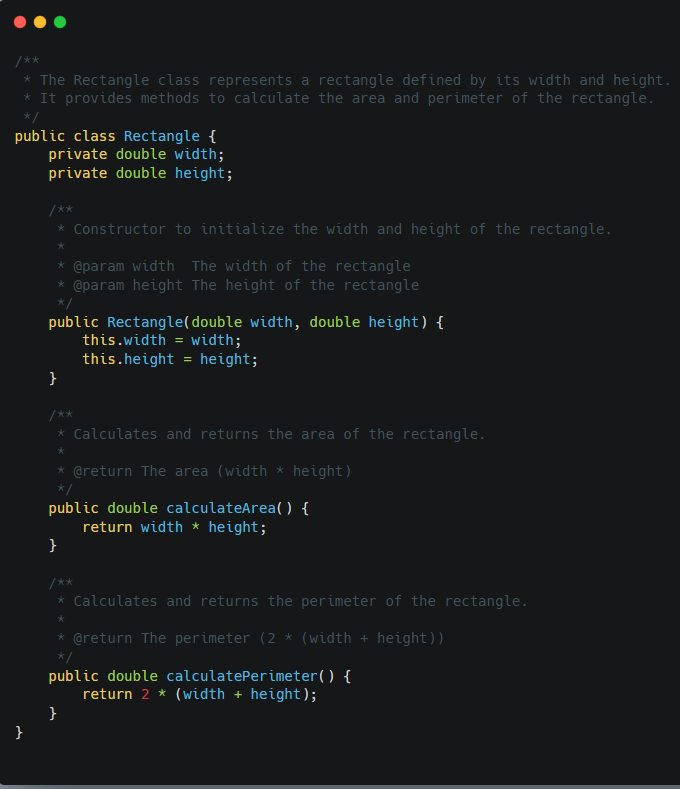 /**
 * The Rectangle class represents a rectangle defined by its width and height.
 * It provides methods to calculate the area and perimeter of the rectangle.
 */
public class Rectangle {
    private double width;
    private double height;

    /**
     * Constructor to initialize the width and height of the rectangle.
     *
     * @param width  The width of the rectangle
     * @param height The height of the rectangle
     */
    public Rectangle(double width, double height) {
        this.width = width;
        this.height = height;
    }

    /**
     * Calculates and returns the area of the rectangle.
     *
     * @return The area (width * height)
     */
    public double calculateArea() {
        return width * height;
    }

    /**
     * Calculates and returns the perimeter of the rectangle.
     *
     * @return The perimeter (2 * (width + height))
     */
    public double calculatePerimeter() {
        return 2 * (width + height);
    }
}